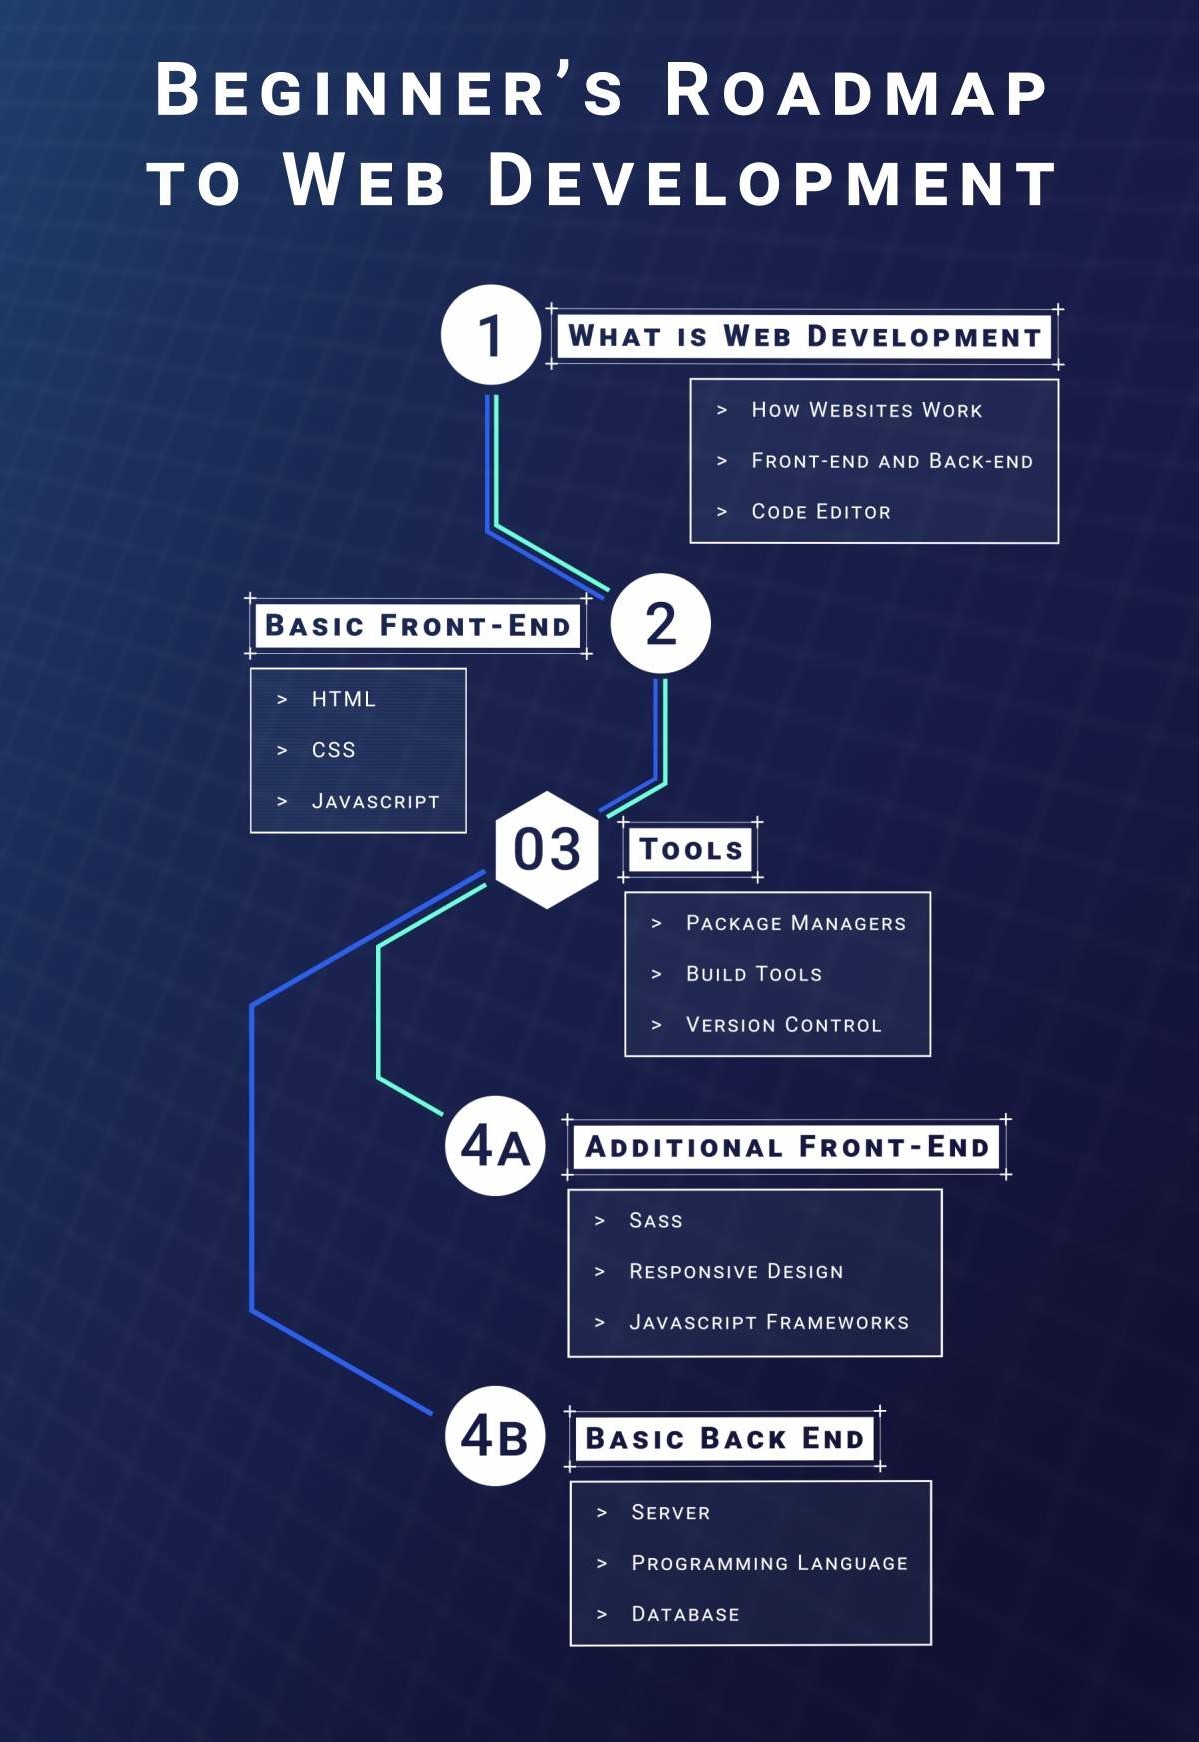 Beginner's Roadmap
to Web Development
1
What is Web Development
> How Websites Work
> Front-end and Back-end
> Code Editor
2
Basic Front-End
> HTML
> CSS
> Javascript
03
Tools
> Package Managers
> Build Tools
> Version Control
4A
Additional Front-End
> Sass
> Responsive Design
> Javascript Frameworks
4B
Basic Back End
> Server
> Programming Language
> Database